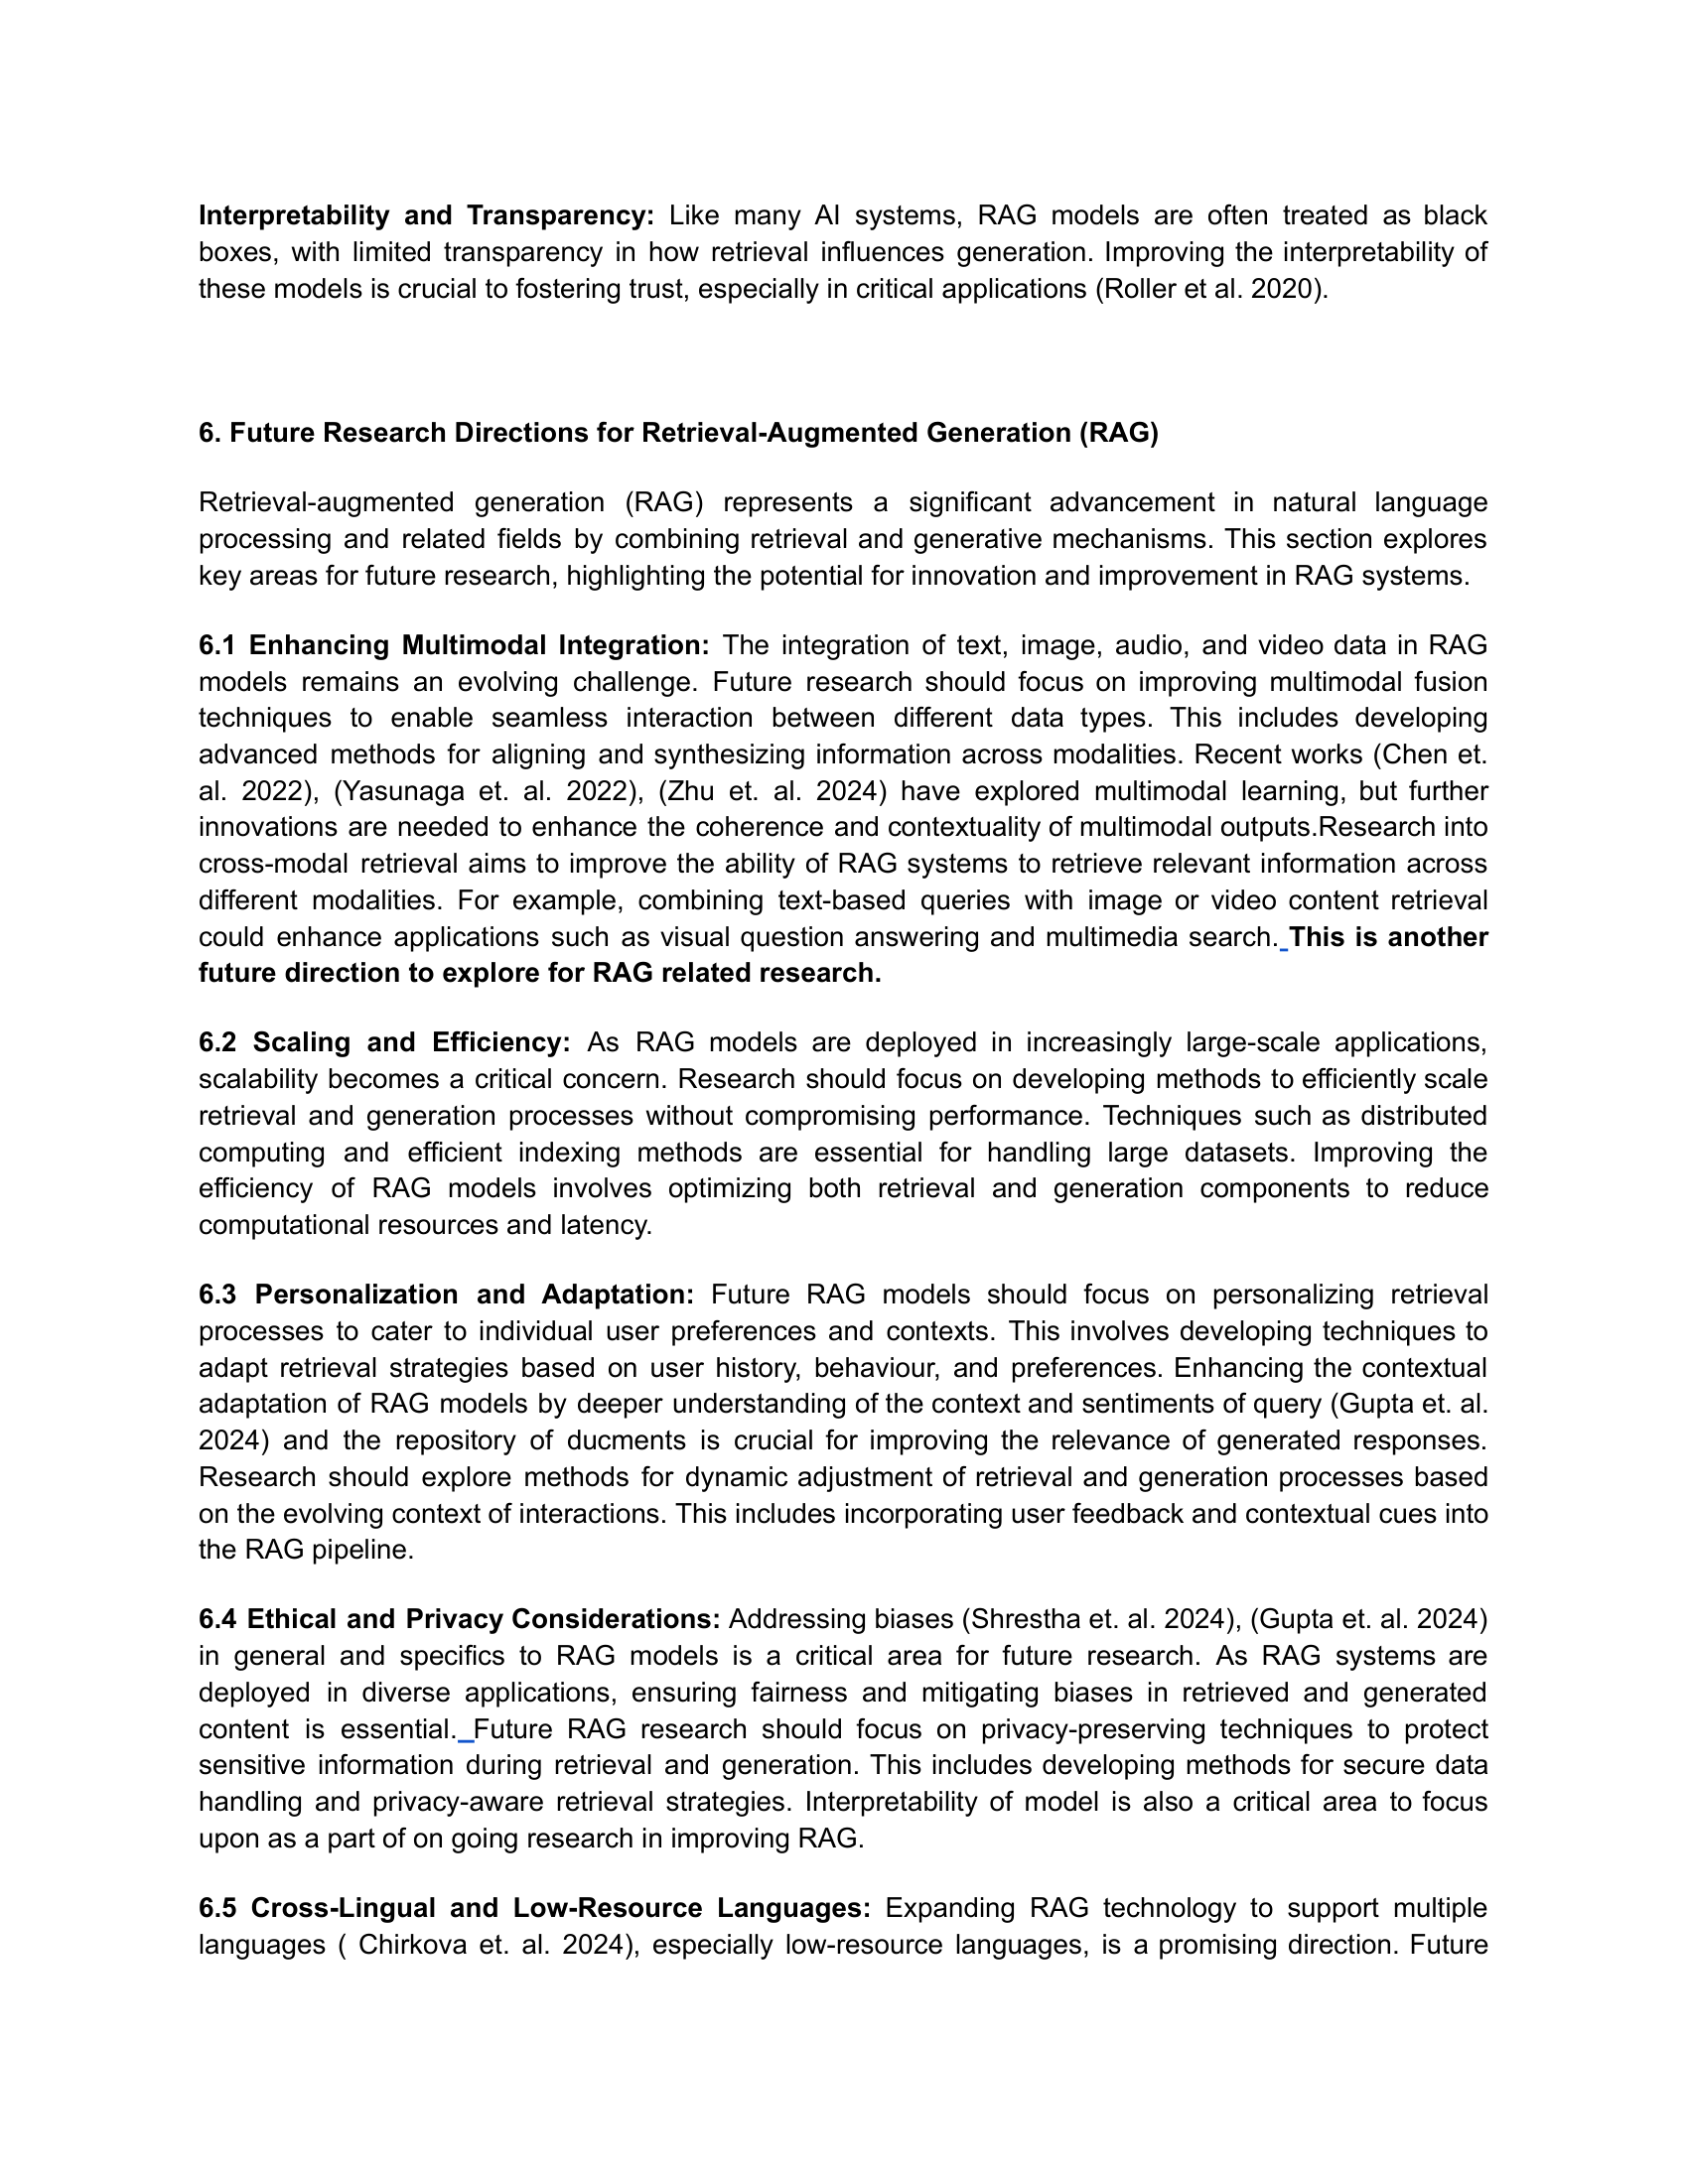 Interpretability and Transparency: Like many AI systems, RAG models are often treated as black
boxes, with limited transparency in how retrieval influences generation. Improving the interpretability of
these models is crucial to fostering trust, especially in critical applications (Roller et al. 2020).
6. Future Research Directions for Retrieval-Augmented Generation (RAG)
Retrieval-augmented generation (RAG) represents a significant advancement in natural language
processing and related fields by combining retrieval and generative mechanisms. This section explores
key areas for future research, highlighting the potential for innovation and improvement in RAG systems.
6.1 Enhancing Multimodal Integration: The integration of text, image, audio, and video data in RAG
models remains an evolving challenge. Future research should focus on improving multimodal fusion
techniques to enable seamless interaction between different data types. This includes developing
advanced methods for aligning and synthesizing information across modalities. Recent works (Chen et.
al. 2022), (Yasunaga et. al. 2022), (Zhu et. al. 2024) have explored multimodal learning, but further
innovations are needed to enhance the coherence and contextuality of multimodal outputs.Research into
cross-modal retrieval aims to improve the ability of RAG systems to retrieve relevant information across
different modalities. For example, combining text-based queries with image or video content retrieval
could enhance applications such as visual question answering and multimedia search. This is another
future direction to explore for RAG related research.
6.2 Scaling and Efficiency: As RAG models are deployed in increasingly large-scale applications,
scalability becomes a critical concern. Research should focus on developing methods to efficiently scale
retrieval and generation processes without compromising performance. Techniques such as distributed
computing and efficient indexing methods are essential for handling large datasets. Improving the
efficiency of RAG models involves optimizing both retrieval and generation components to reduce
computational resources and latency.
6.3 Personalization and Adaptation: Future RAG models should focus on personalizing retrieval
processes to cater to individual user preferences and contexts. This involves developing techniques to
adapt retrieval strategies based on user history, behaviour, and preferences. Enhancing the contextual
adaptation of RAG models by deeper understanding of the context and sentiments of query (Gupta et. al.
2024) and the repository of ducments is crucial for improving the relevance of generated responses.
Research should explore methods for dynamic adjustment of retrieval and generation processes based
on the evolving context of interactions. This includes incorporating user feedback and contextual cues into
the RAG pipeline.
6.4 Ethical and Privacy Considerations: Addressing biases (Shrestha et. al. 2024), (Gupta et. al. 2024)
in general and specifics to RAG models is a critical area for future research. As RAG systems are
deployed in diverse applications, ensuring fairness and mitigating biases in retrieved and generated
content is essential. Future RAG research should focus on privacy-preserving techniques to protect
sensitive information during retrieval and generation. This includes developing methods for secure data
handling and privacy-aware retrieval strategies. Interpretability of model is also a critical area to focus
upon as a part of on going research in improving RAG.
6.5 Cross-Lingual and Low-Resource Languages: Expanding RAG technology to support multiple
languages ( Chirkova et. al. 2024), especially low-resource languages, is a promising direction. Future